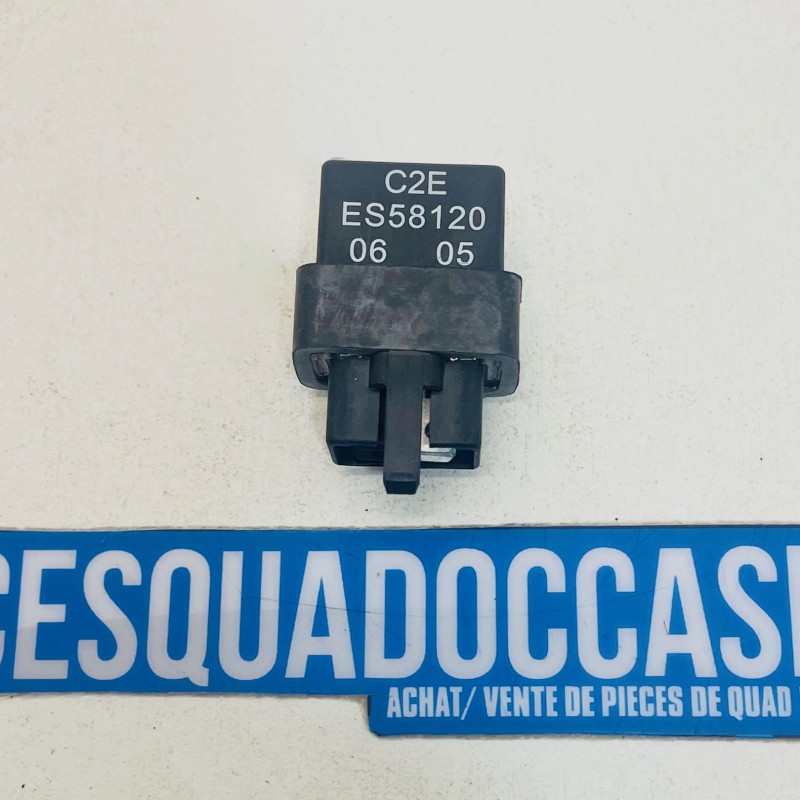 C2E
ES58120
06 05
CESQUADOCCASI
ACHAT/ VENTE DE PIECES DE QUAD